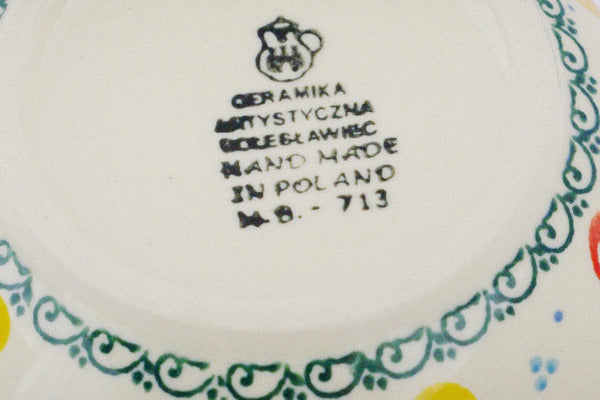 CERAMIKA
ARTYSTYCZNA
BOLESŁAWIEC
HAND MADE
IN POLAND
M.B. - 713